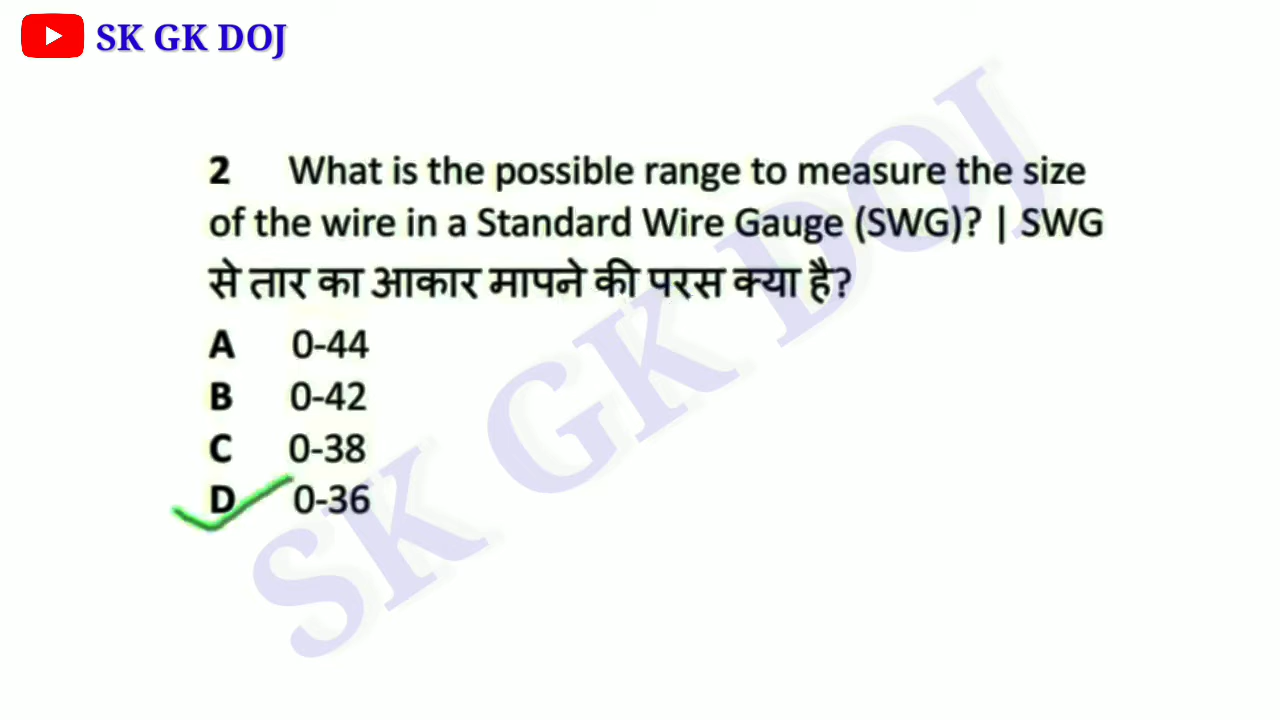 SK GK DOJ
2 What is the possible range to measure the size
of the wire in a Standard Wire Gauge (SWG)? | SWG
से तार का आकार मापने की परस क्या है?
A 0-44
B 0-42
C 0-38
D 0-36
SK GK DOJ